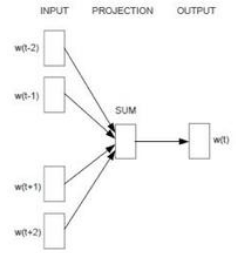 INPUT PROJECTION OUTPUT
w(t-2)
w(t-1)
SUM
w(t)
w(t+1)
w(t+2)